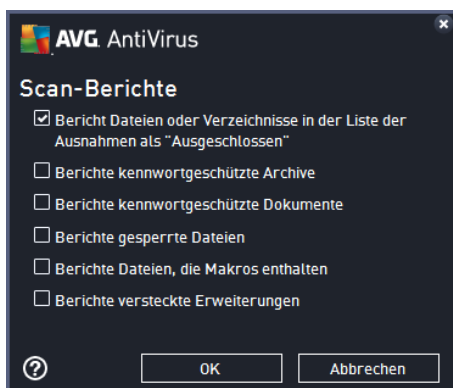 AVG. AntiVirus
Scan-Berichte
Bericht Dateien oder Verzeichnisse in der Liste der
Ausnahmen als "Ausgeschlossen"
Berichte kennwortgeschützte Archive
Berichte kennwortgeschützte Dokumente
Berichte gesperrte Dateien
Berichte Dateien, die Makros enthalten
Berichte versteckte Erweiterungen
? OK Abbrechen